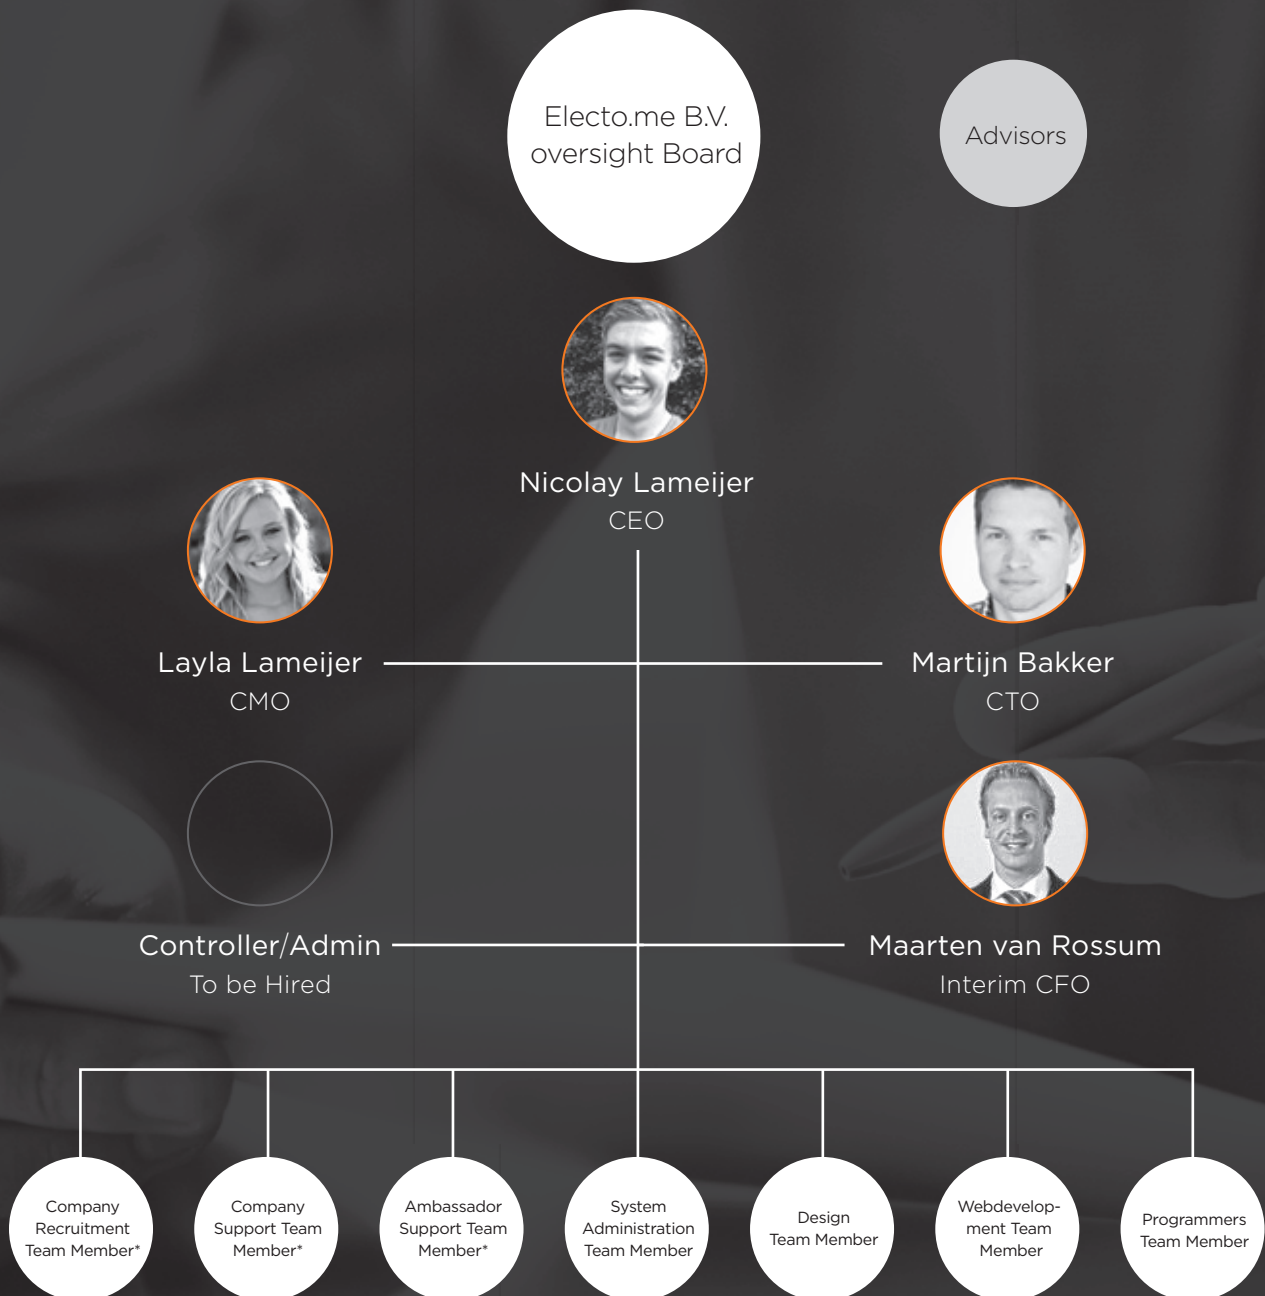 Electo.me B.V.
oversight Board
Advisors
Nicolay Lameijer
CEO
Layla Lameijer
CMO
Martijn Bakker
CTO
Controller/Admin
To be Hired
Maarten van Rossum
Interim CFO
Company
Recruitment
Team Member*
Company
Support Team
Member*
Ambassador
Support Team
Member*
System
Administration
Team Member
Design
Team Member
Webdevelop-
ment Team
Member
Programmers
Team Member